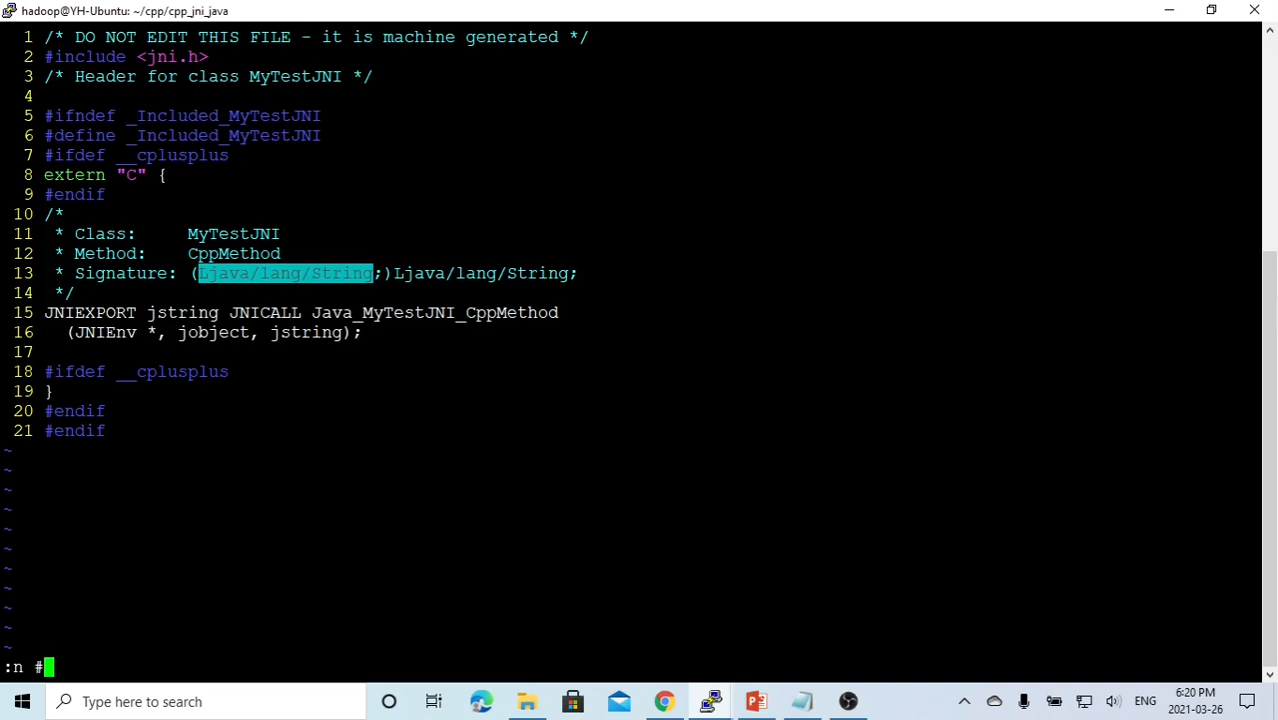 hadoop@YH-Ubuntu: ~/cpp/cpp_jni_java
1 /* DO NOT EDIT THIS FILE - it is machine generated */
2 #include <jni.h>
3 /* Header for class MyTestJNI */
4
5 #ifndef _Included_MyTestJNI
6 #define _Included_MyTestJNI
7 #ifdef __cplusplus
8 extern "C" {
9 #endif
10 /*
11  * Class:     MyTestJNI
12  * Method:    CppMethod
13  * Signature: (Ljava/lang/String;)Ljava/lang/String;
14  */
15 JNIEXPORT jstring JNICALL Java_MyTestJNI_CppMethod
16   (JNIEnv *, jobject, jstring);
17
18 #ifdef __cplusplus
19 }
20 #endif
21 #endif
~
~
~
~
~
~
~
~
~
~
~
:n #
Type here to search
ENG
6:20 PM
2021-03-26